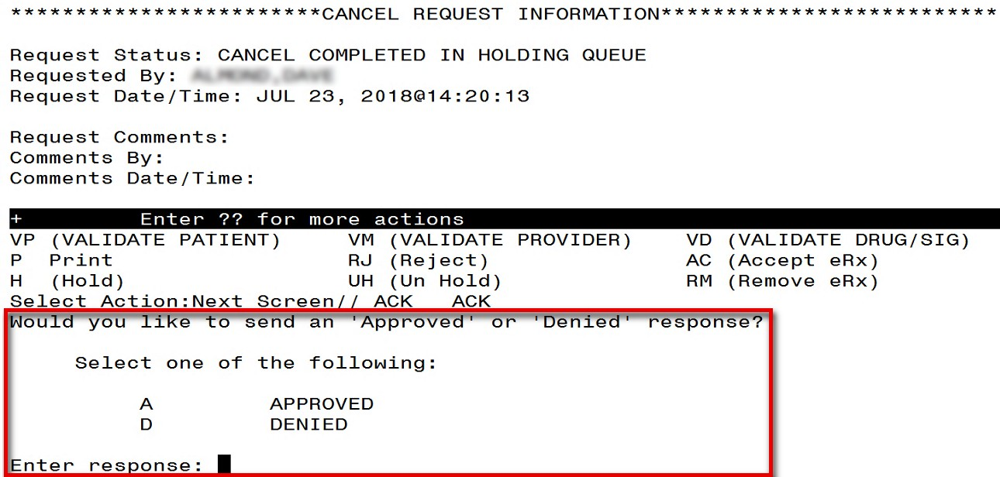 ************************CANCEL REQUEST INFORMATION**************************
Request Status: CANCEL COMPLETED IN HOLDING QUEUE
Requested By:
Request Date/Time: JUL 23, 2018@14:20:13
Request Comments:
Comments By:
Comments Date/Time:
+ Enter ?? for more actions
VP (VALIDATE PATIENT) VM (VALIDATE PROVIDER) VD (VALIDATE DRUG/SIG)
P Print RJ (Reject) AC (Accept eRx)
H (Hold) UH (Un Hold) RM (Remove eRx)
Select Action:Next Screen// ACK ACK
Would you like to send an 'Approved' or 'Denied' response?
Select one of the following:
A APPROVED
D DENIED
Enter response: